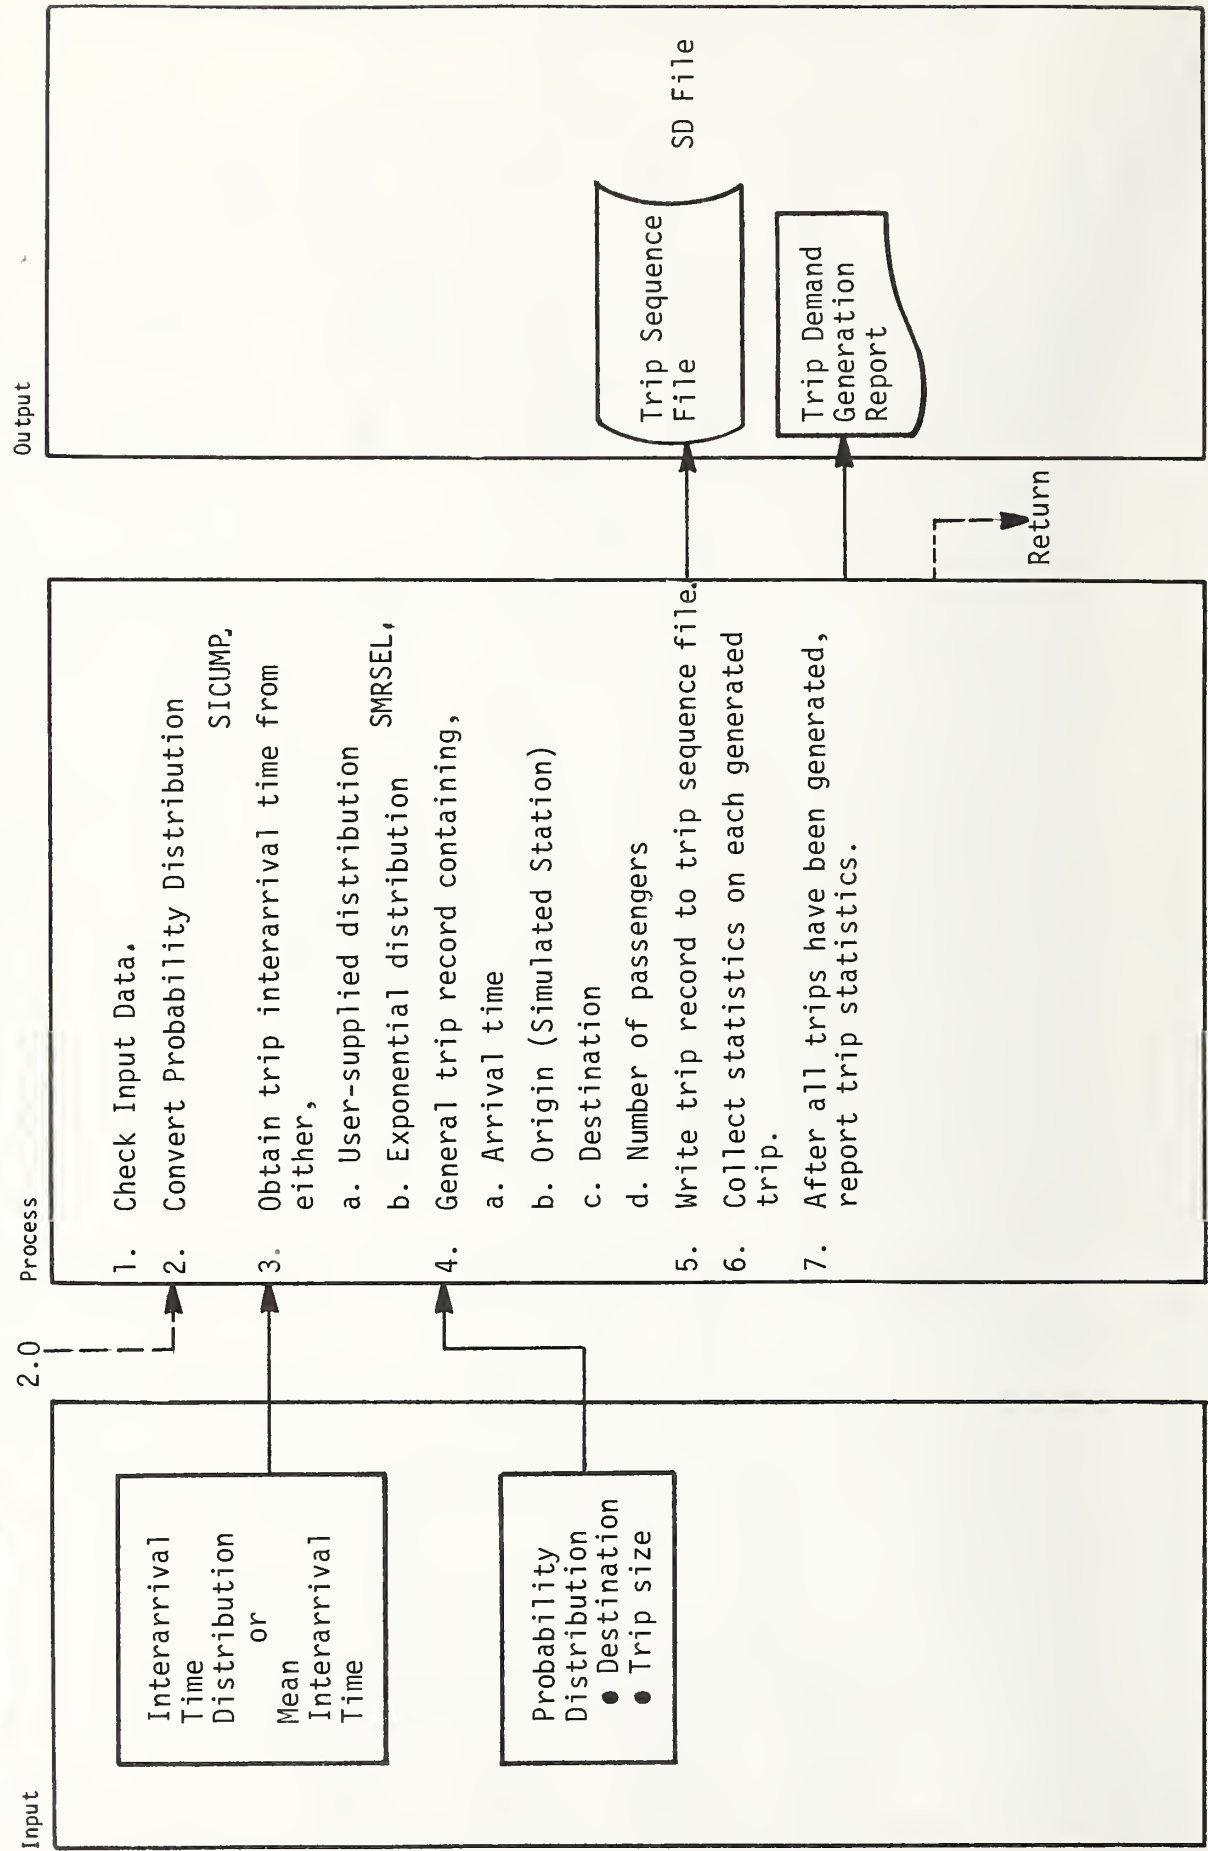 Input
Interarrival
Time
Distribution
or
Mean
Interarrival
Time
Probability
Distribution
● Destination
● Trip size
2.0
Process
1. Check Input Data.
2. Convert Probability Distribution
SICUMP.
3. Obtain trip interarrival time from
either,
a. User-supplied distribution
SMRSEL,
b. Exponential distribution
4. General trip record containing,
a. Arrival time
b. Origin (Simulated Station)
c. Destination
d. Number of passengers
5. Write trip record to trip sequence file.
6. Collect statistics on each generated
trip.
7. After all trips have been generated,
report trip statistics.
Return
Output
Trip Sequence
File
SD File
Trip Demand
Generation
Report